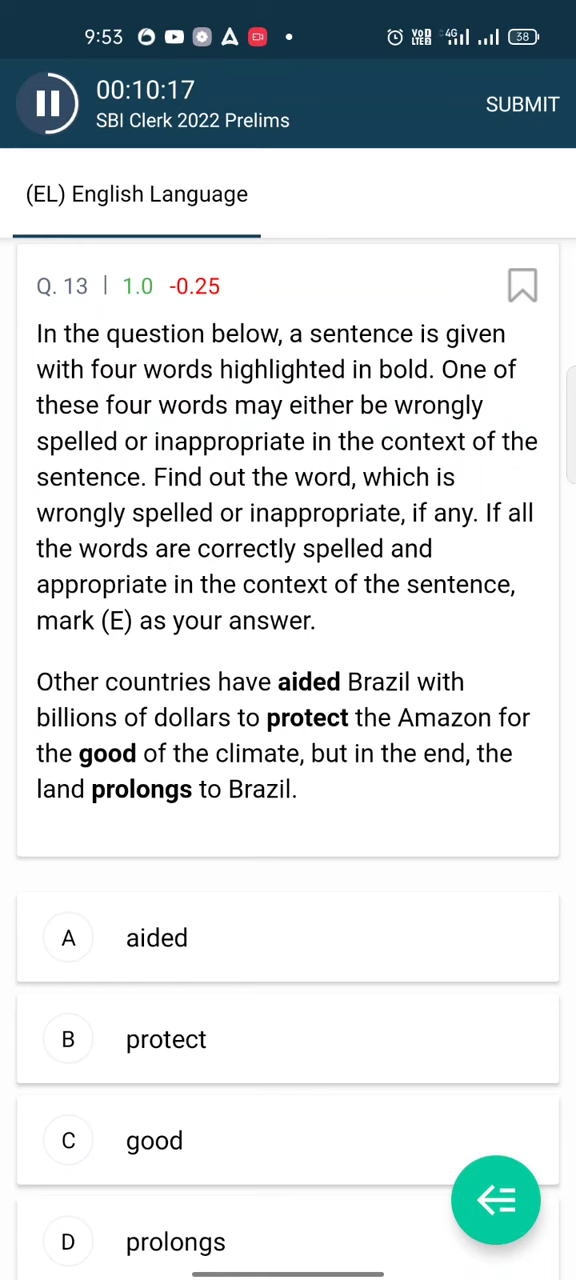 9:53 VoD LTE2 4G 38
00:10:17
SBI Clerk 2022 Prelims
SUBMIT
(EL) English Language
Q. 13 | 1.0 -0.25
In the question below, a sentence is given
with four words highlighted in bold. One of
these four words may either be wrongly
spelled or inappropriate in the context of the
sentence. Find out the word, which is
wrongly spelled or inappropriate, if any. If all
the words are correctly spelled and
appropriate in the context of the sentence,
mark (E) as your answer.
Other countries have aided Brazil with
billions of dollars to protect the Amazon for
the good of the climate, but in the end, the
land prolongs to Brazil.
A aided
B protect
C good
D prolongs